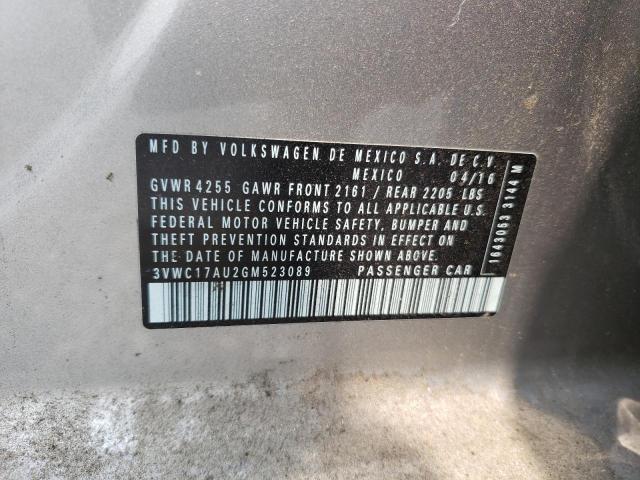 MFD BY VOLKSWAGEN DE MEXICO S.A. DE C.V.
MEXICO 04/16
GVWR 4255 GAWR FRONT 2161 / REAR 2205 LBS
THIS VEHICLE CONFORMS TO ALL APPLICABLE U.S.
FEDERAL MOTOR VEHICLE SAFETY, BUMPER AND
THEFT PREVENTION STANDARDS IN EFFECT ON
THE DATE OF MANUFACTURE SHOWN ABOVE.
3VWC17AU2GM523089 PASSENGER CAR
1643063 3144 M